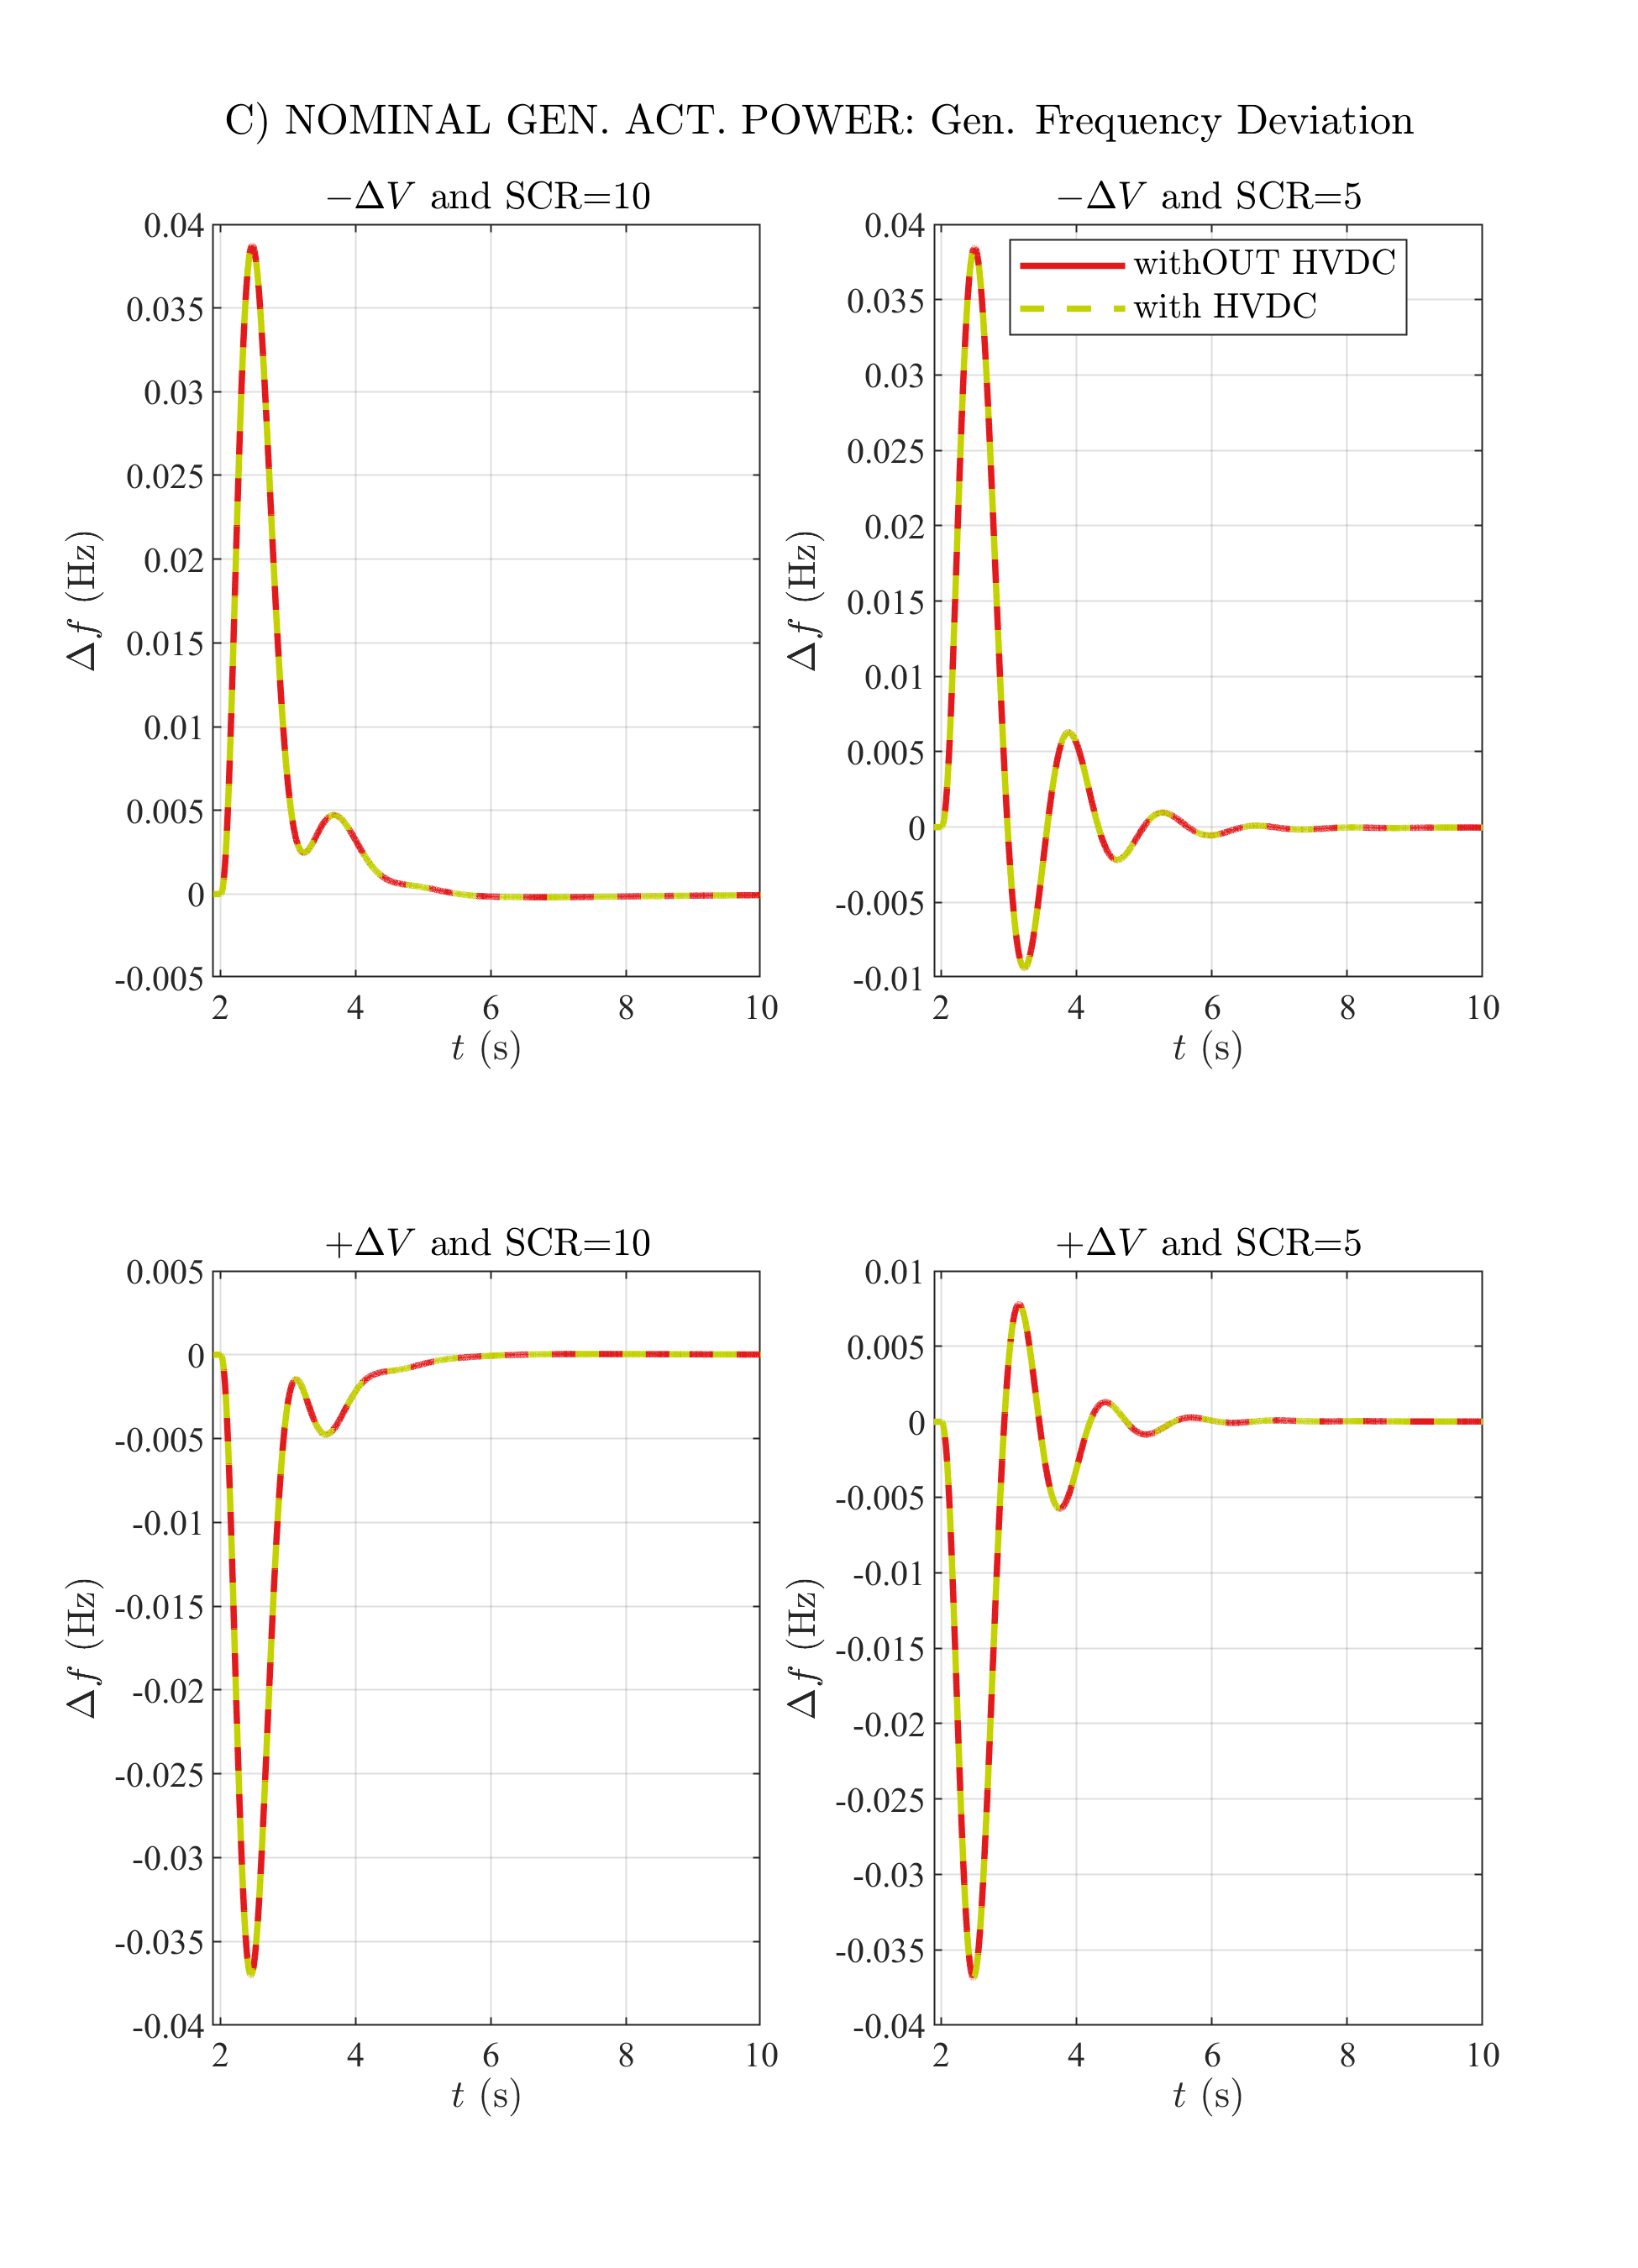 C) NOMINAL GEN. ACT. POWER: Gen. Frequency Deviation
−ΔV and SCR=10
0.04
0.035
0.03
0.025
0.02
0.015
0.01
0.005
0
-0.005
Δf (Hz)
2 4 6 8 10
t (s)
−ΔV and SCR=5
withOUT HVDC
with HVDC
0.04
0.035
0.03
0.025
0.02
0.015
0.01
0.005
0
-0.005
-0.01
Δf (Hz)
2 4 6 8 10
t (s)
+ΔV and SCR=10
0.005
0
-0.005
-0.01
-0.015
-0.02
-0.025
-0.03
-0.035
-0.04
Δf (Hz)
2 4 6 8 10
t (s)
+ΔV and SCR=5
0.01
0.005
0
-0.005
-0.01
-0.015
-0.02
-0.025
-0.03
-0.035
-0.04
Δf (Hz)
2 4 6 8 10
t (s)